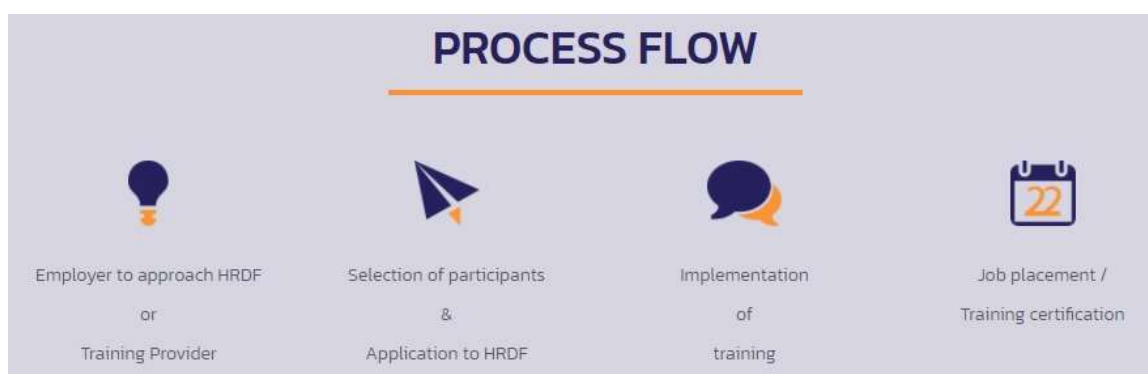 PROCESS FLOW
Employer to approach HRDF
or
Training Provider
Selection of participants
&
Application to HRDF
Implementation
of
training
22
Job placement /
Training certification